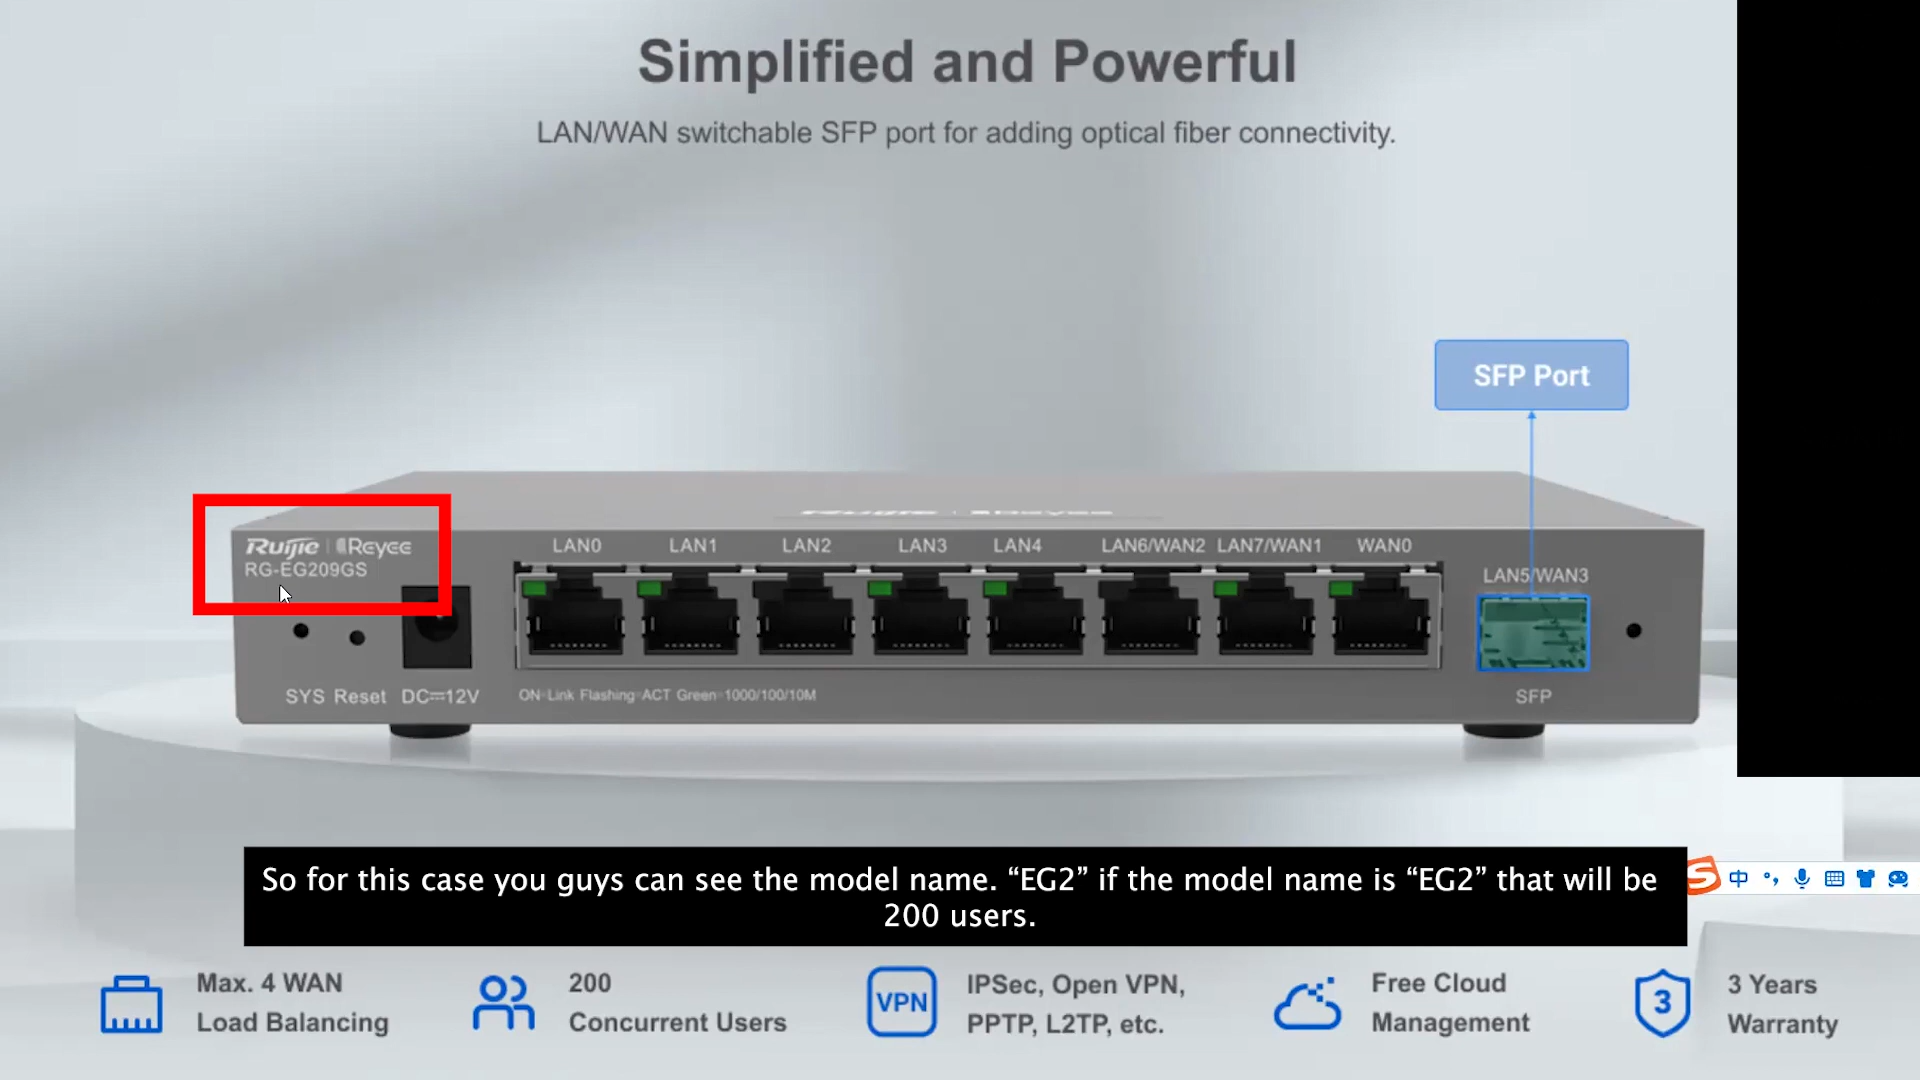 Simplified and Powerful
LAN/WAN switchable SFP port for adding optical fiber connectivity.
SFP Port
Ruijie | Reyee
Ruijie | Reyee
RG-EG209GS
LAN0 LAN1 LAN2 LAN3 LAN4 LAN6/WAN2 LAN7/WAN1 WAN0
LAN5/WAN3
SYS Reset DC⎓12V
ON=Link Flashing=ACT Green=1000/100/10M
SFP
So for this case you guys can see the model name. “EG2” if the model name is “EG2” that will be
200 users.
中
Max. 4 WAN
Load Balancing
200
Concurrent Users
VPN
IPSec, Open VPN,
PPTP, L2TP, etc.
Free Cloud
Management
3
3 Years
Warranty